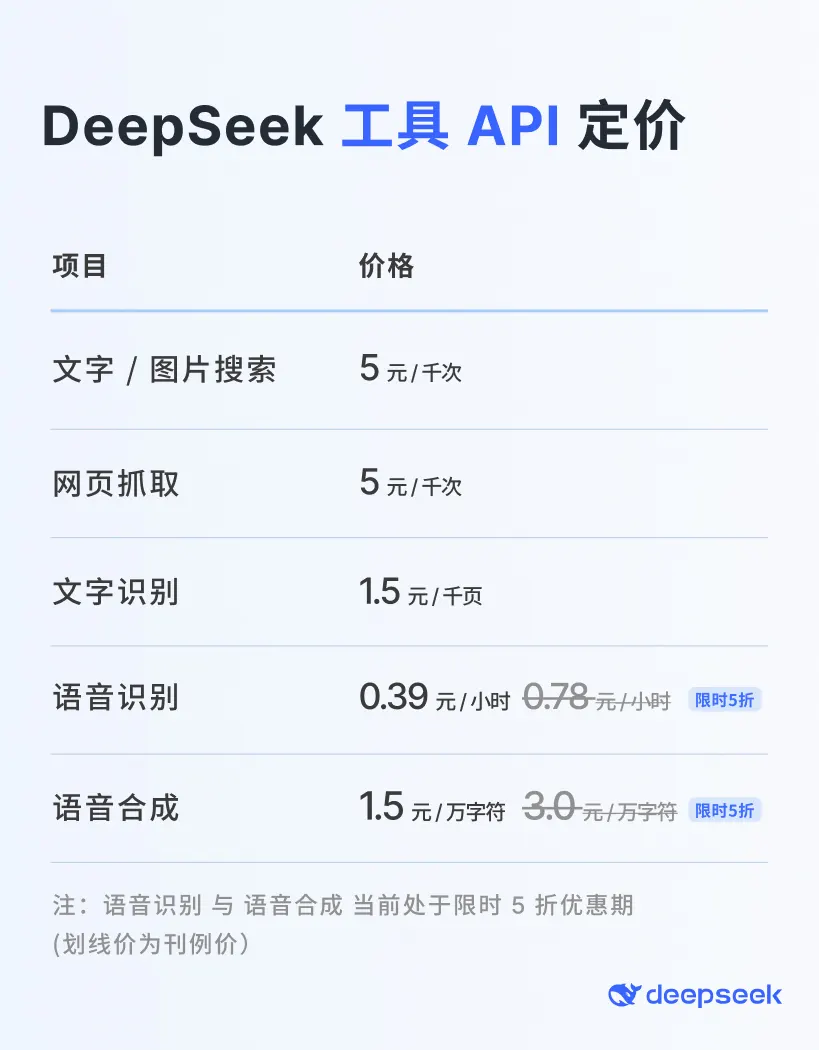 DeepSeek 工具 API 定价
项目 价格
文字 / 图片搜索 5 元 / 千次
网页抓取 5 元 / 千次
文字识别 1.5 元 / 千页
语音识别 0.39 元 / 小时 0.78 元 / 小时 限时5折
语音合成 1.5 元 / 万字符 3.0 元 / 万字符 限时5折
注：语音识别 与 语音合成 当前处于限时 5 折优惠期
(划线价为刊例价）
deepseek